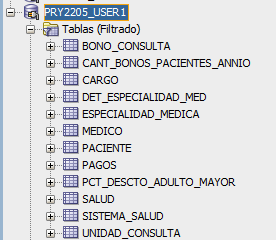 PRY2205_USER1
Tablas (Filtrado)
BONO_CONSULTA
CANT_BONOS_PACIENTES_ANNIO
CARGO
DET_ESPECIALIDAD_MED
ESPECIALIDAD_MEDICA
MEDICO
PACIENTE
PAGOS
PCT_DESCTO_ADULTO_MAYOR
SALUD
SISTEMA_SALUD
UNIDAD_CONSULTA